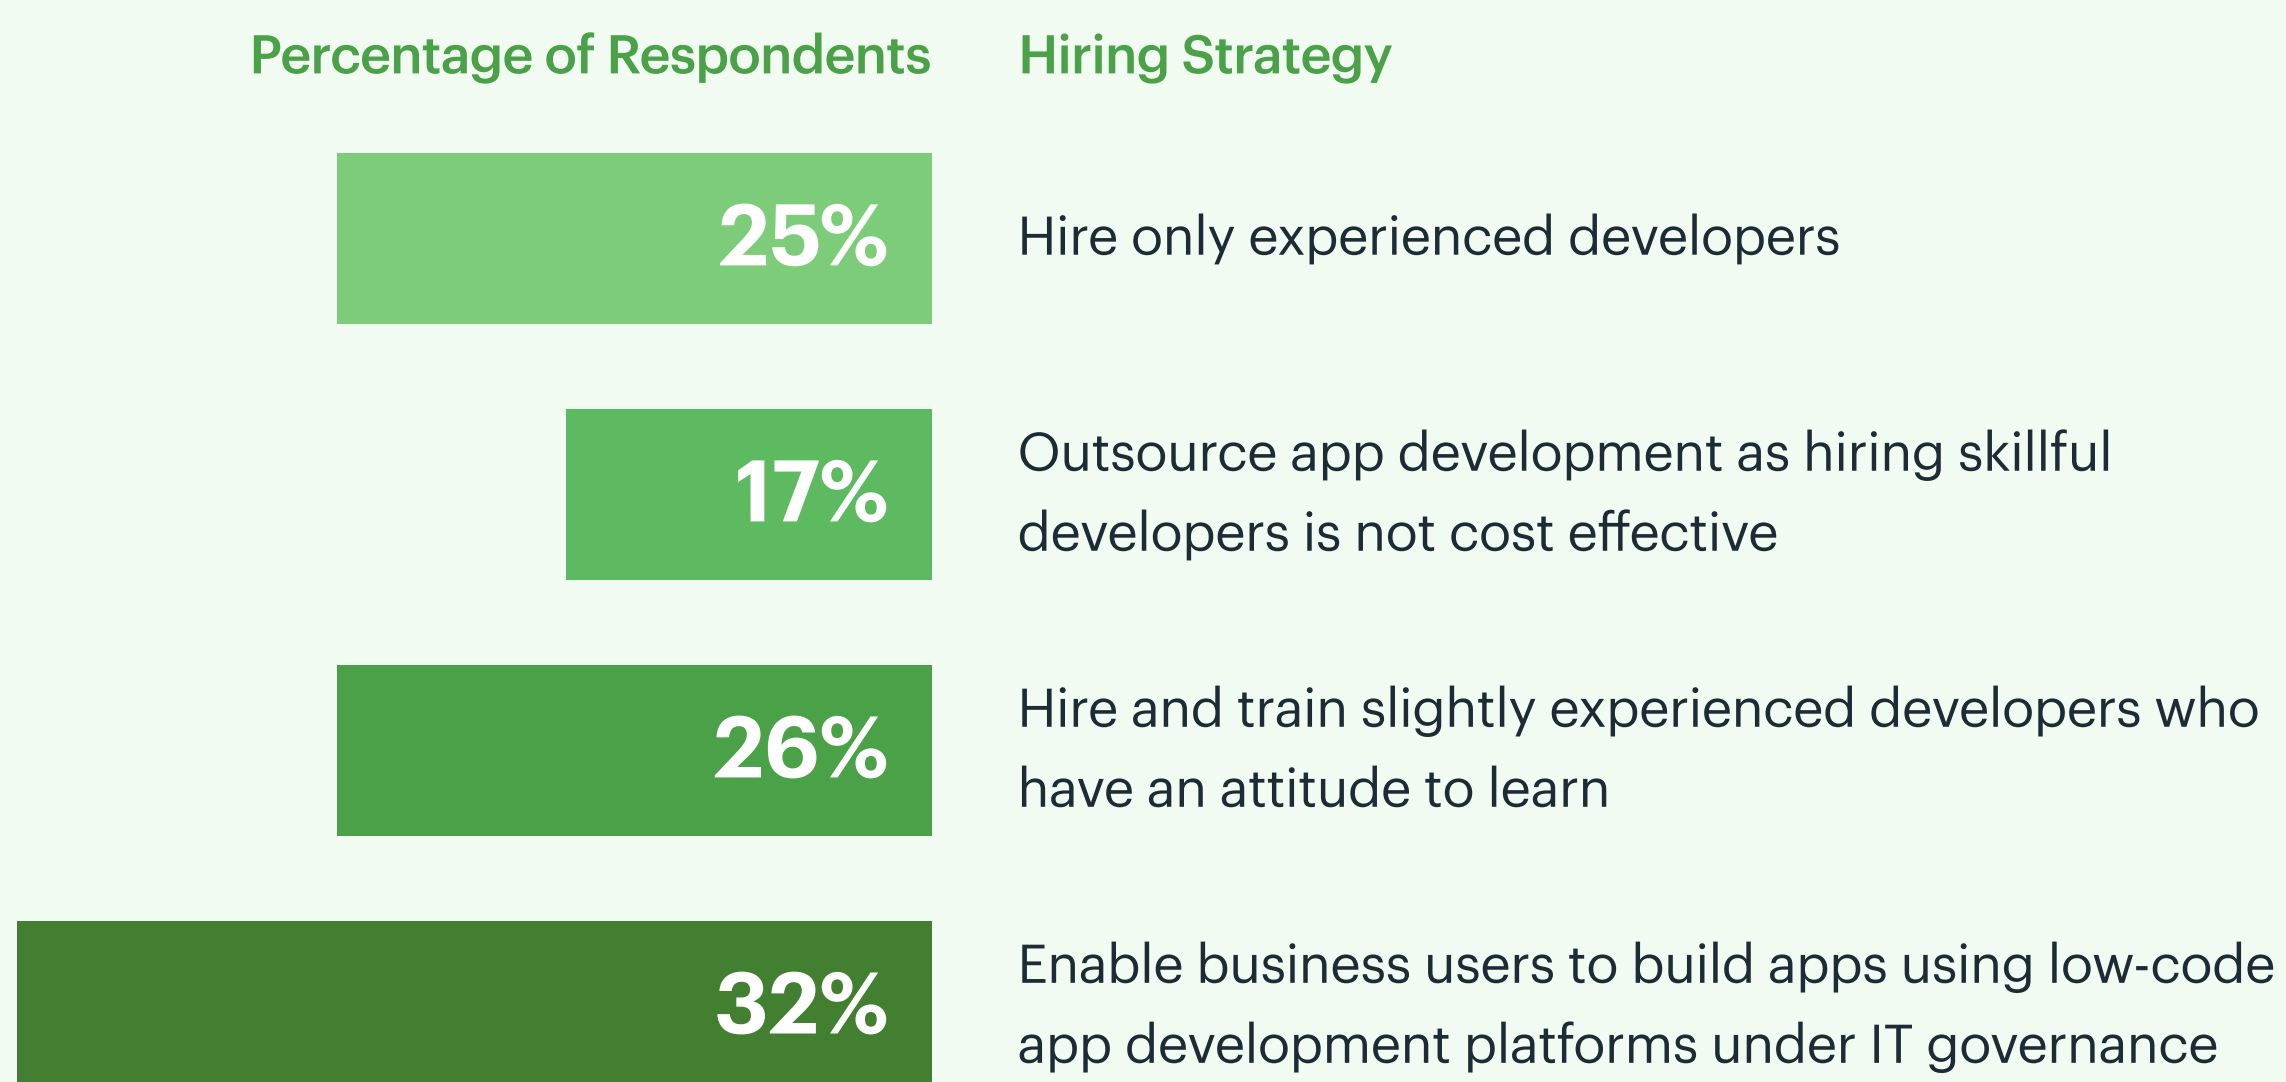 Percentage of Respondents
Hiring Strategy
25%
Hire only experienced developers
17%
Outsource app development as hiring skillful
developers is not cost effective
26%
Hire and train slightly experienced developers who
have an attitude to learn
32%
Enable business users to build apps using low-code
app development platforms under IT governance